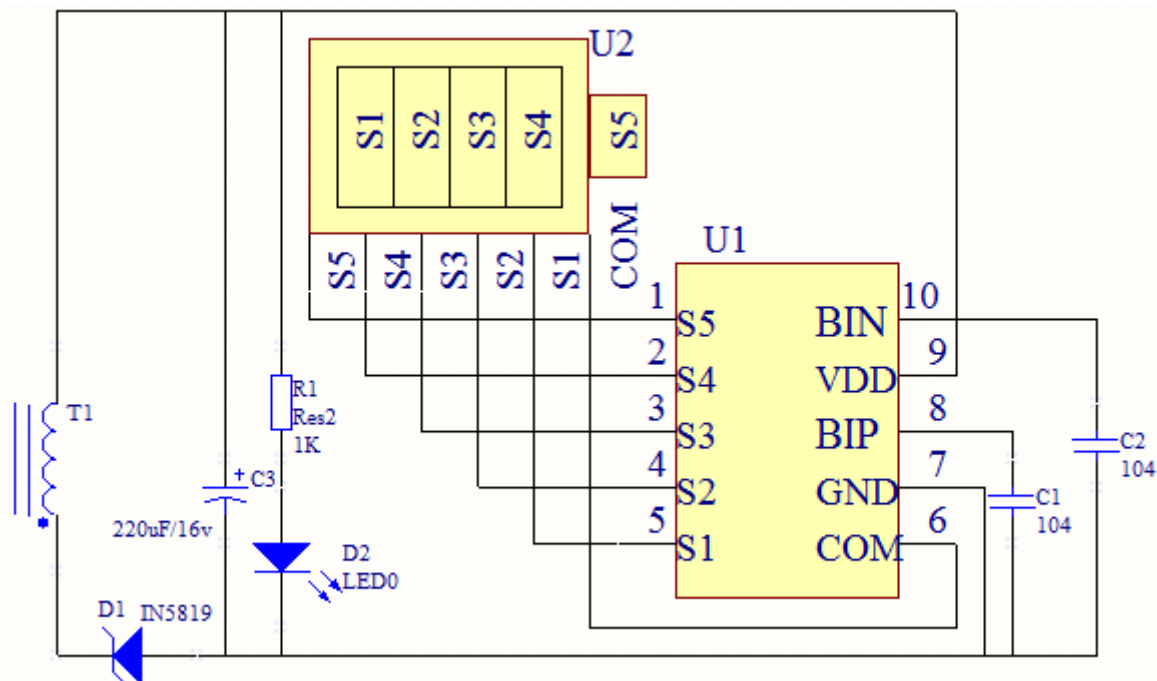 U2
S1 S2 S3 S4 S5
S5 S4 S3 S2 S1 COM
U1
1 S5 BIN 10
2 S4 VDD 9
3 S3 BIP 8
4 S2 GND 7
5 S1 COM 6
T1
R1
Res2
1K
C3
220uF/16v
D2
LED0
D1 IN5819
C2
104
C1
104
+